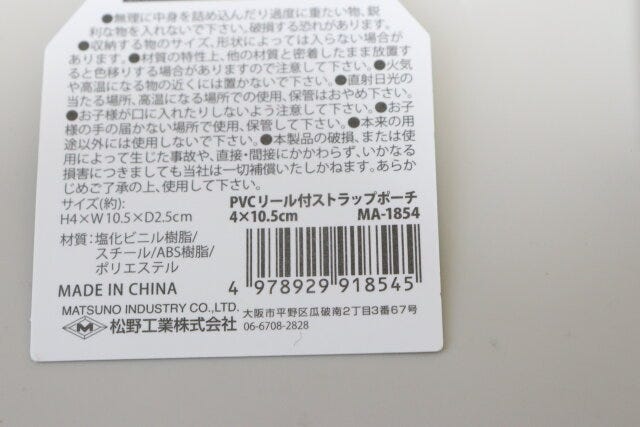 ●無理に中身を詰め込んだり過度に重たい物、鋭
利な物を入れないで下さい。破損する恐れがあります。
●収納する物のサイズ、形状によっては入らない場合が
あります。●材質の特性上、他の材質と密着したまま放置す
ると色移りする場合がありますので注意して下さい。●火気
や高温になる物の近くには置かないで下さい。●直射日光の
当たる場所、高温になる場所での使用、保管はおやめ下さい。
●お子様が口に入れたりしないよう注意して下さい。●お子
様の手の届かない場所で使用、保管して下さい。●本来の用
途以外には使用しないで下さい。●本製品の破損、または使
用によって生じた事故や、直接・間接にかかわらず、いかなる
損害につきましても当社は一切補償いたしかねます。あらか
じめご了承の上、使用して下さい。
サイズ(約):
H4×W10.5×D2.5cm
材質:塩化ビニル樹脂/
スチール/ABS樹脂/
ポリエステル
MADE IN CHINA
PVCリール付ストラップポーチ
4×10.5cm MA-1854
4 978929 918545
MATSUNO INDUSTRY CO.,LTD.
M 松野工業株式会社
大阪市平野区瓜破南2丁目3番67号
06-6708-2828